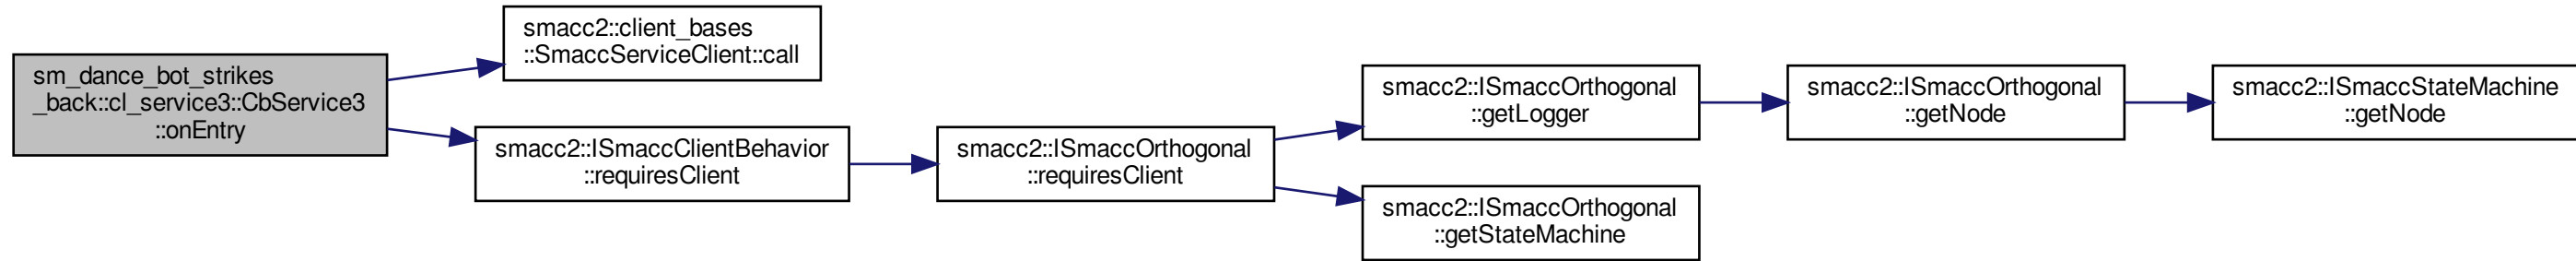 sm_dance_bot_strikes
_back::cl_service3::CbService3
::onEntry
smacc2::client_bases
::SmaccServiceClient::call
smacc2::ISmaccClientBehavior
::requiresClient
smacc2::ISmaccOrthogonal
::requiresClient
smacc2::ISmaccOrthogonal
::getLogger
smacc2::ISmaccOrthogonal
::getNode
smacc2::ISmaccStateMachine
::getNode
smacc2::ISmaccOrthogonal
::getStateMachine